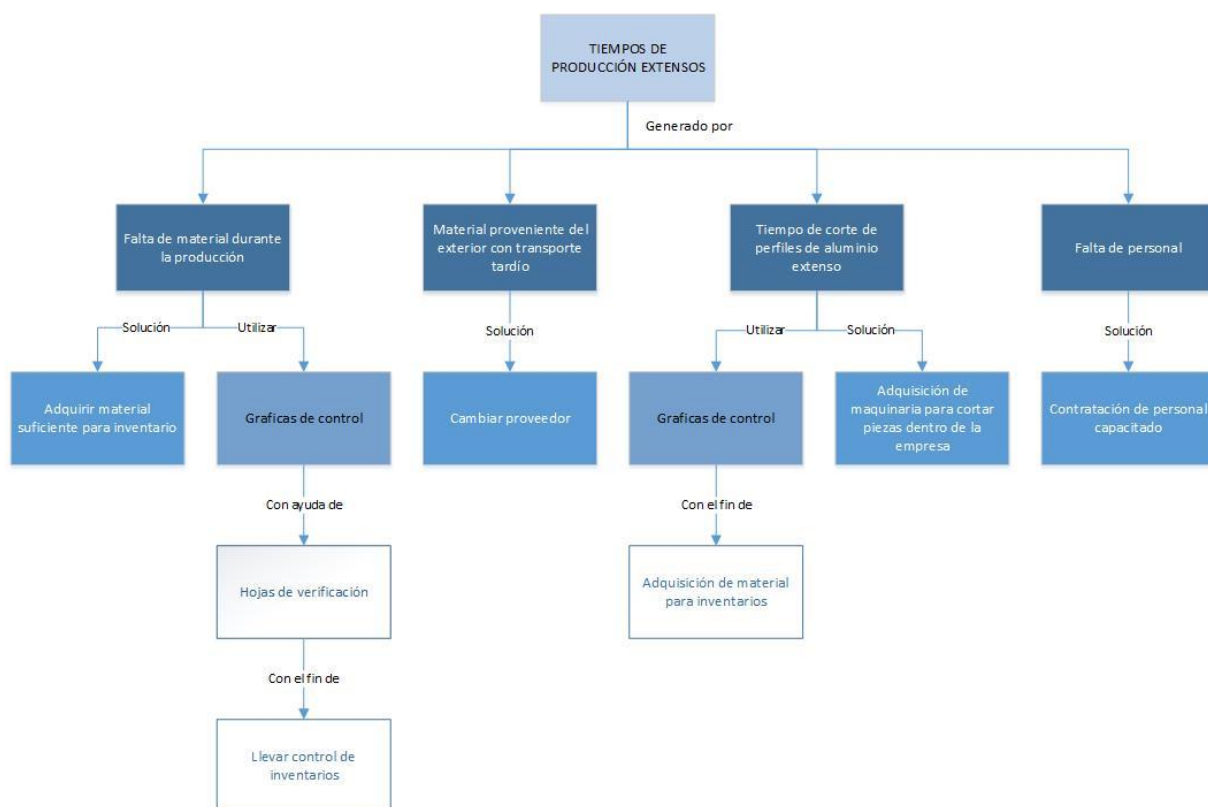 TIEMPOS DE
PRODUCCIÓN EXTENSOS
Generado por
Falta de material durante
la producción
Material proveniente del
exterior con transporte
tardío
Tiempo de corte de
perfiles de aluminio
extenso
Falta de personal
Solución
Utilizar
Solución
Utilizar
Solución
Solución
Adquirir material
suficiente para inventario
Graficas de control
Cambiar proveedor
Graficas de control
Adquisición de
maquinaria para cortar
piezas dentro de la
empresa
Contratación de personal
capacitado
Con ayuda de
Con el fin de
Hojas de verificación
Adquisición de material
para inventarios
Con el fin de
Llevar control de
inventarios